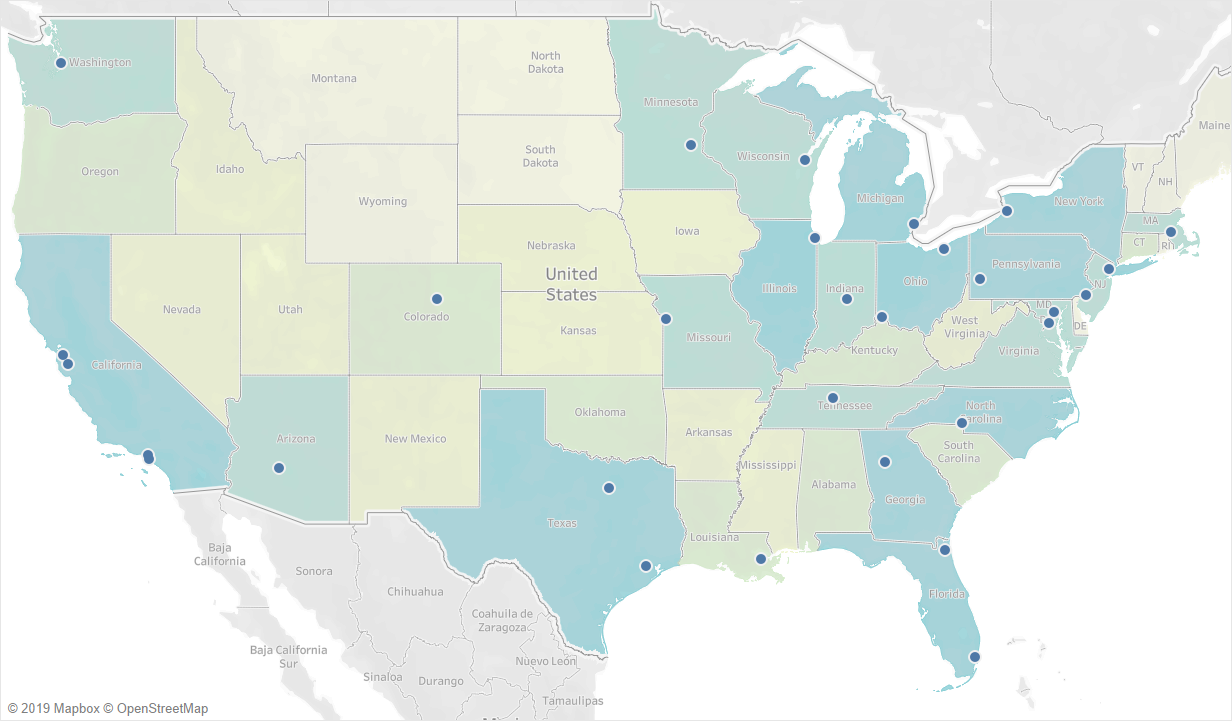 Washington
Montana
North
Dakota
Minnesota
Maine
Oregon
Idaho
South
Dakota
Wisconsin
Michigan
VT
NH
New York
MA
Wyoming
Nebraska
Iowa
CT
RI
United
States
Illinois
Indiana
Ohio
Pennsylvania
NJ
Nevada
Utah
Colorado
Kansas
Missouri
West
Virginia
MD
DE
Virginia
Kentucky
California
Arizona
New Mexico
Oklahoma
Arkansas
Tennessee
North
Carolina
South
Carolina
Mississippi
Alabama
Georgia
Texas
Louisiana
Florida
Baja
California
Sonora
Chihuahua
Coahuila de
Zaragoza
Baja California
Sur
Sinaloa
Durango
Nuevo León
Tamaulipas
© 2019 Mapbox © OpenStreetMap